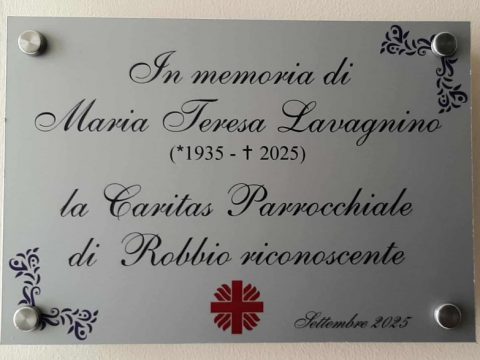 In memoria di
Maria Teresa Lavagnino
(*1935 - † 2025)
la Caritas Parrocchiale
di Robbio riconoscente
Settembre 2025